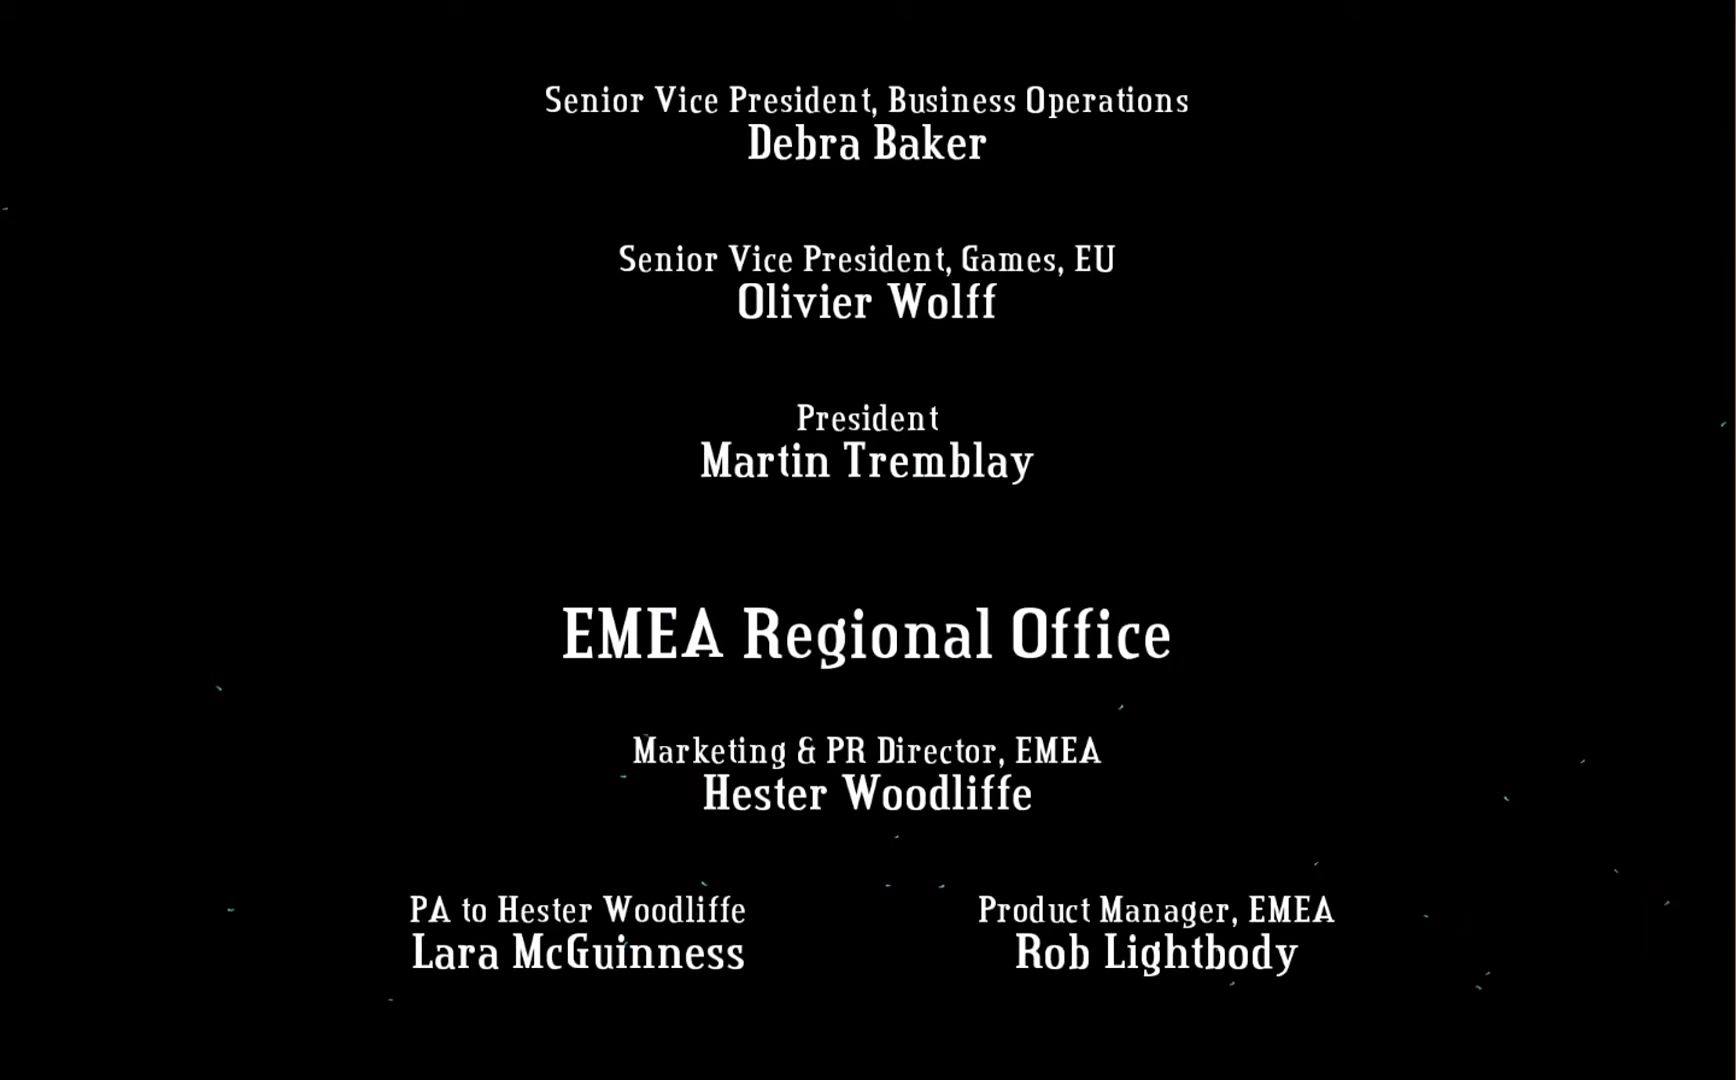 Senior Vice President, Business Operations
Debra Baker
Senior Vice President, Games, EU
Olivier Wolff
President
Martin Tremblay
EMEA Regional Office
Marketing & PR Director, EMEA
Hester Woodliffe
PA to Hester Woodliffe
Lara McGuinness
Product Manager, EMEA
Rob Lightbody